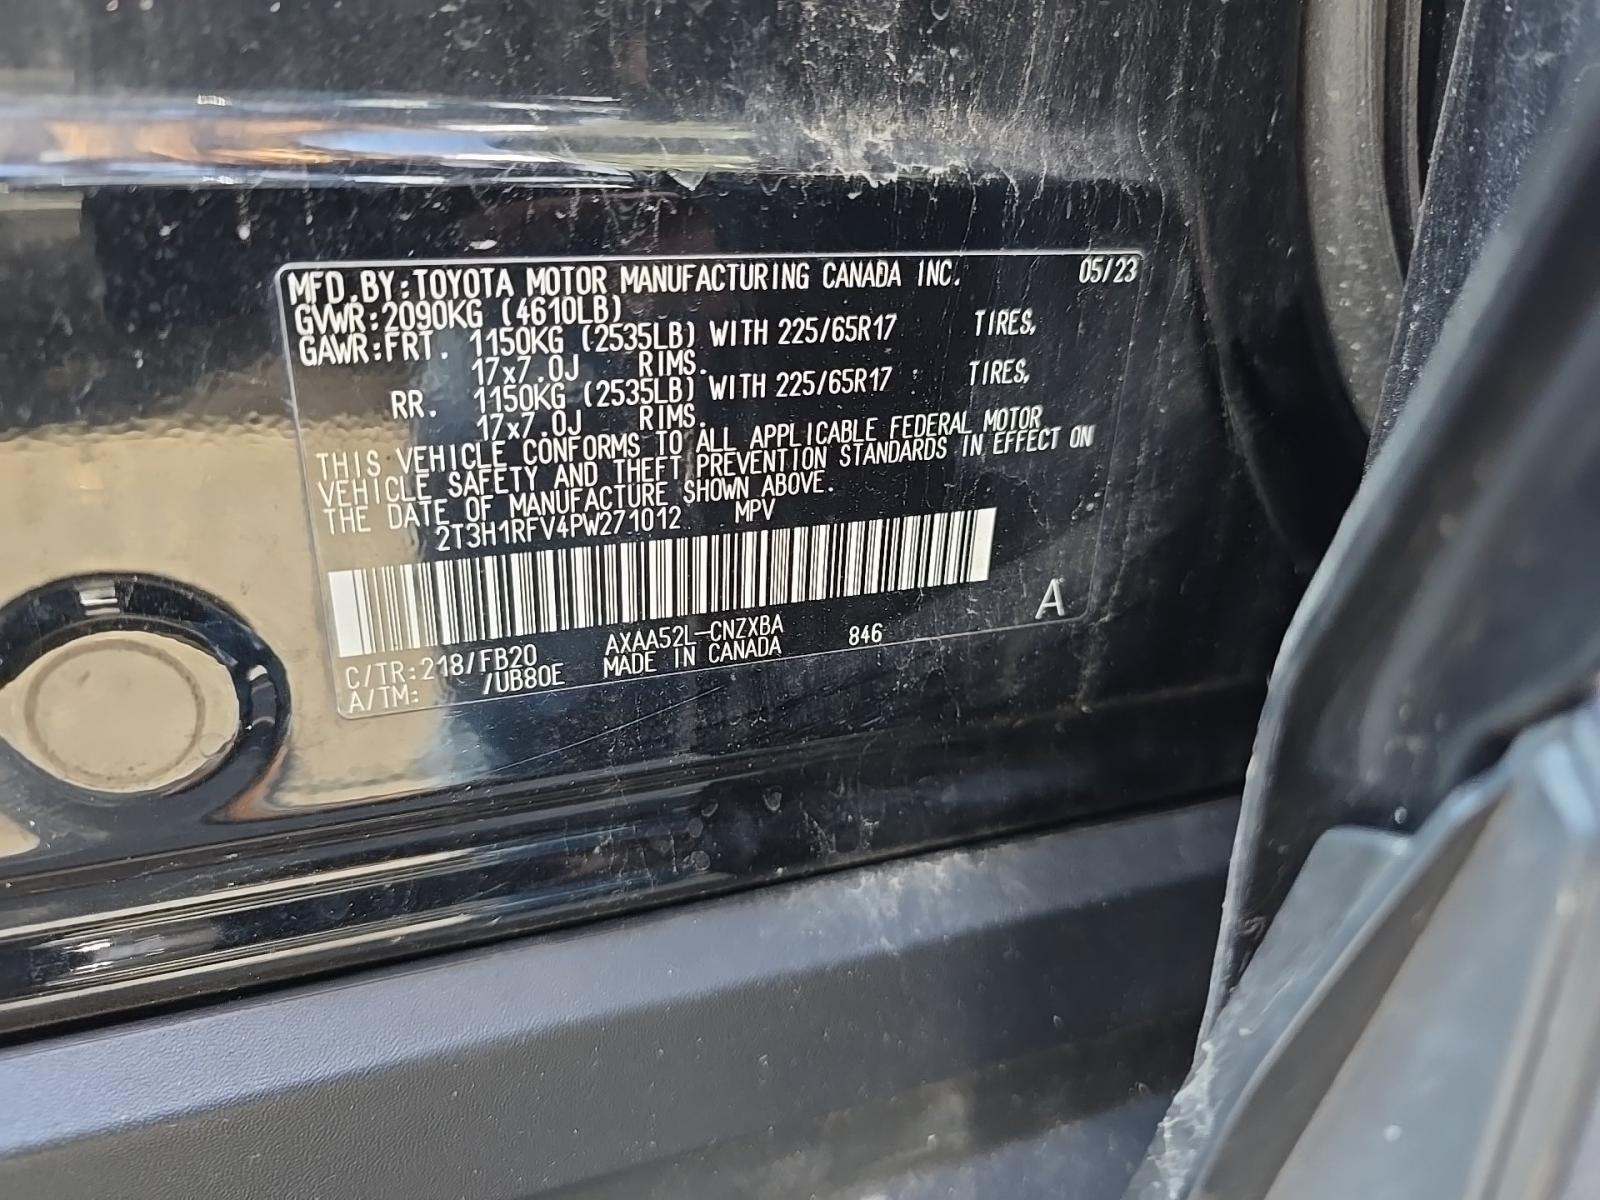 MFD.BY:TOYOTA MOTOR MANUFACTURING CANADA INC. 05/23
GVWR:2090KG (4610LB)
GAWR:FRT. 1150KG (2535LB) WITH 225/65R17 TIRES,
17x7.0J RIMS.
RR. 1150KG (2535LB) WITH 225/65R17 TIRES,
17x7.0J RIMS.
THIS VEHICLE CONFORMS TO ALL APPLICABLE FEDERAL MOTOR
VEHICLE SAFETY AND THEFT PREVENTION STANDARDS IN EFFECT ON
THE DATE OF MANUFACTURE SHOWN ABOVE.
2T3H1RFV4PW271012 MPV
A
C/TR:218/FB20 AXAA52L-CNZXBA 846
A/TM: /UB80E MADE IN CANADA